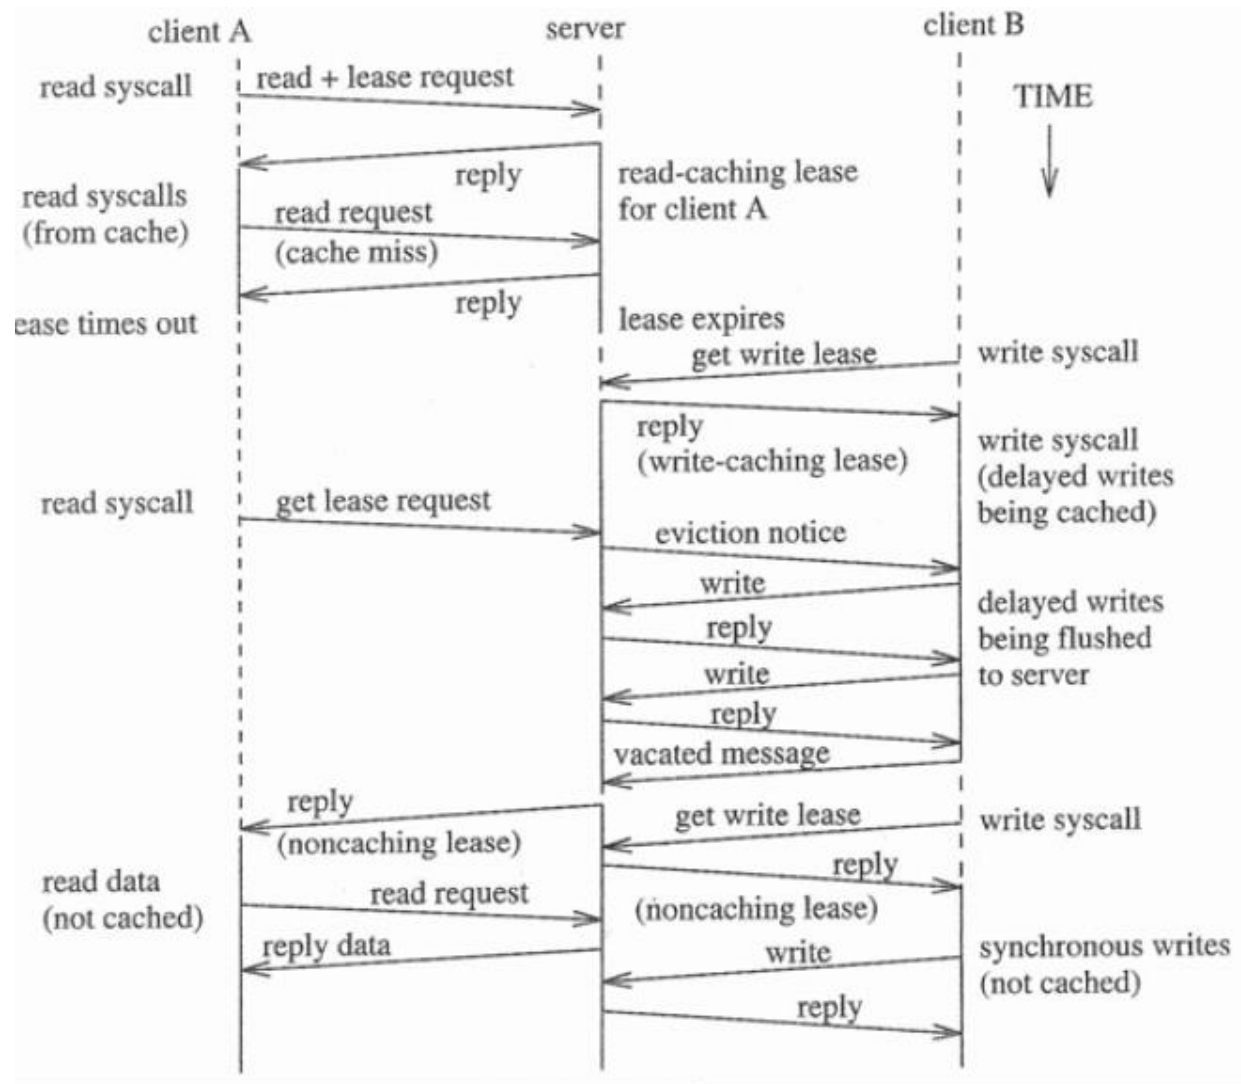 client A
server
client B
read syscall
read + lease request
TIME
reply
read-caching lease
for client A
read syscalls
(from cache)
read request
(cache miss)
reply
ease times out
lease expires
get write lease
write syscall
reply
(write-caching lease)
write syscall
(delayed writes
being cached)
read syscall
get lease request
eviction notice
write
delayed writes
being flushed
to server
reply
write
reply
vacated message
reply
(noncaching lease)
get write lease
write syscall
reply
(noncaching lease)
read data
(not cached)
read request
reply data
write
synchronous writes
(not cached)
reply